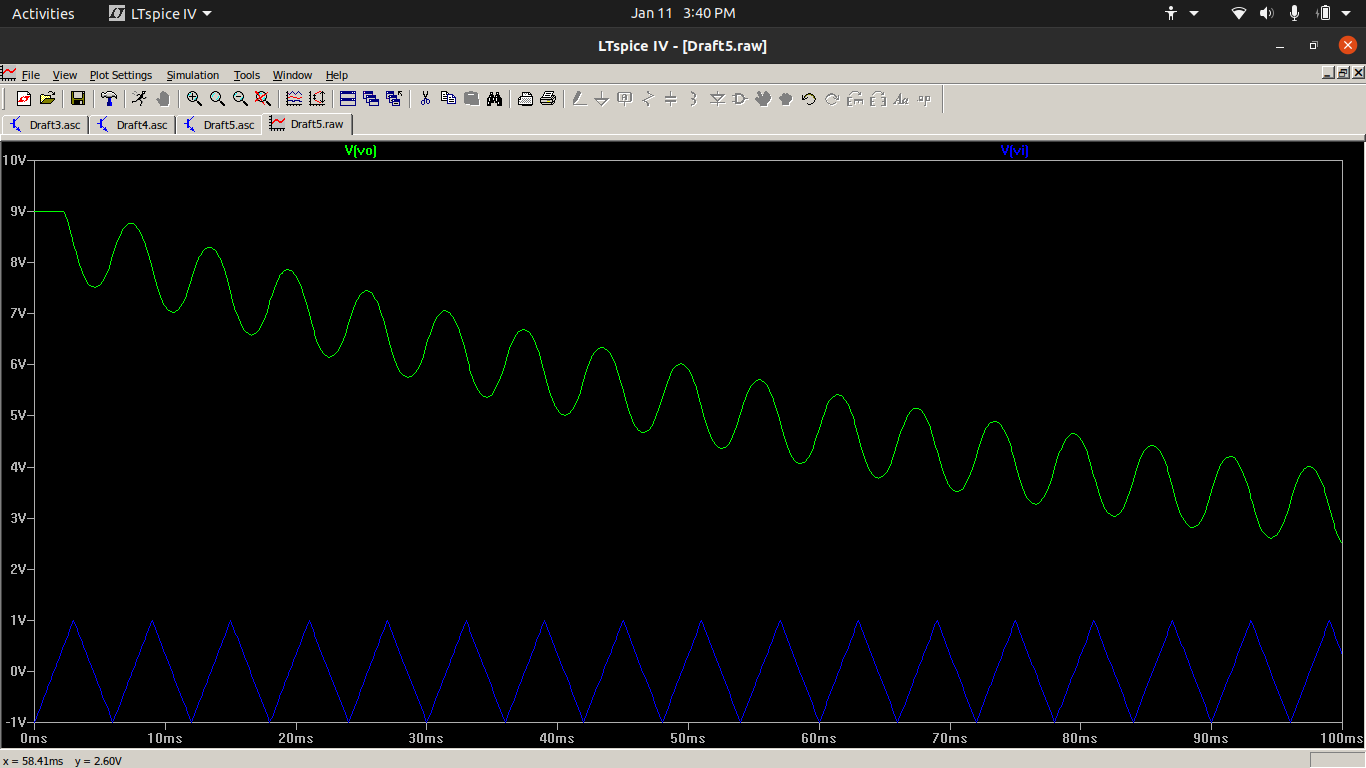 Activities LTspice IV Jan 11 3:40 PM
LTspice IV - [Draft5.raw]
File View Plot Settings Simulation Tools Window Help
Draft3.asc Draft4.asc Draft5.asc Draft5.raw
V(vo) V(vi)
10V
9V
8V
7V
6V
5V
4V
3V
2V
1V
0V
-1V
0ms 10ms 20ms 30ms 40ms 50ms 60ms 70ms 80ms 90ms 100ms
x = 58.41ms y = 2.60V